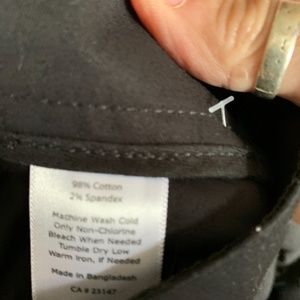 98% Cotton
2% Spandex
Machine Wash Cold
Only Non-Chlorine
Bleach When Needed
Tumble Dry Low
Warm Iron, If Needed
Made in Bangladesh
CA # 23147